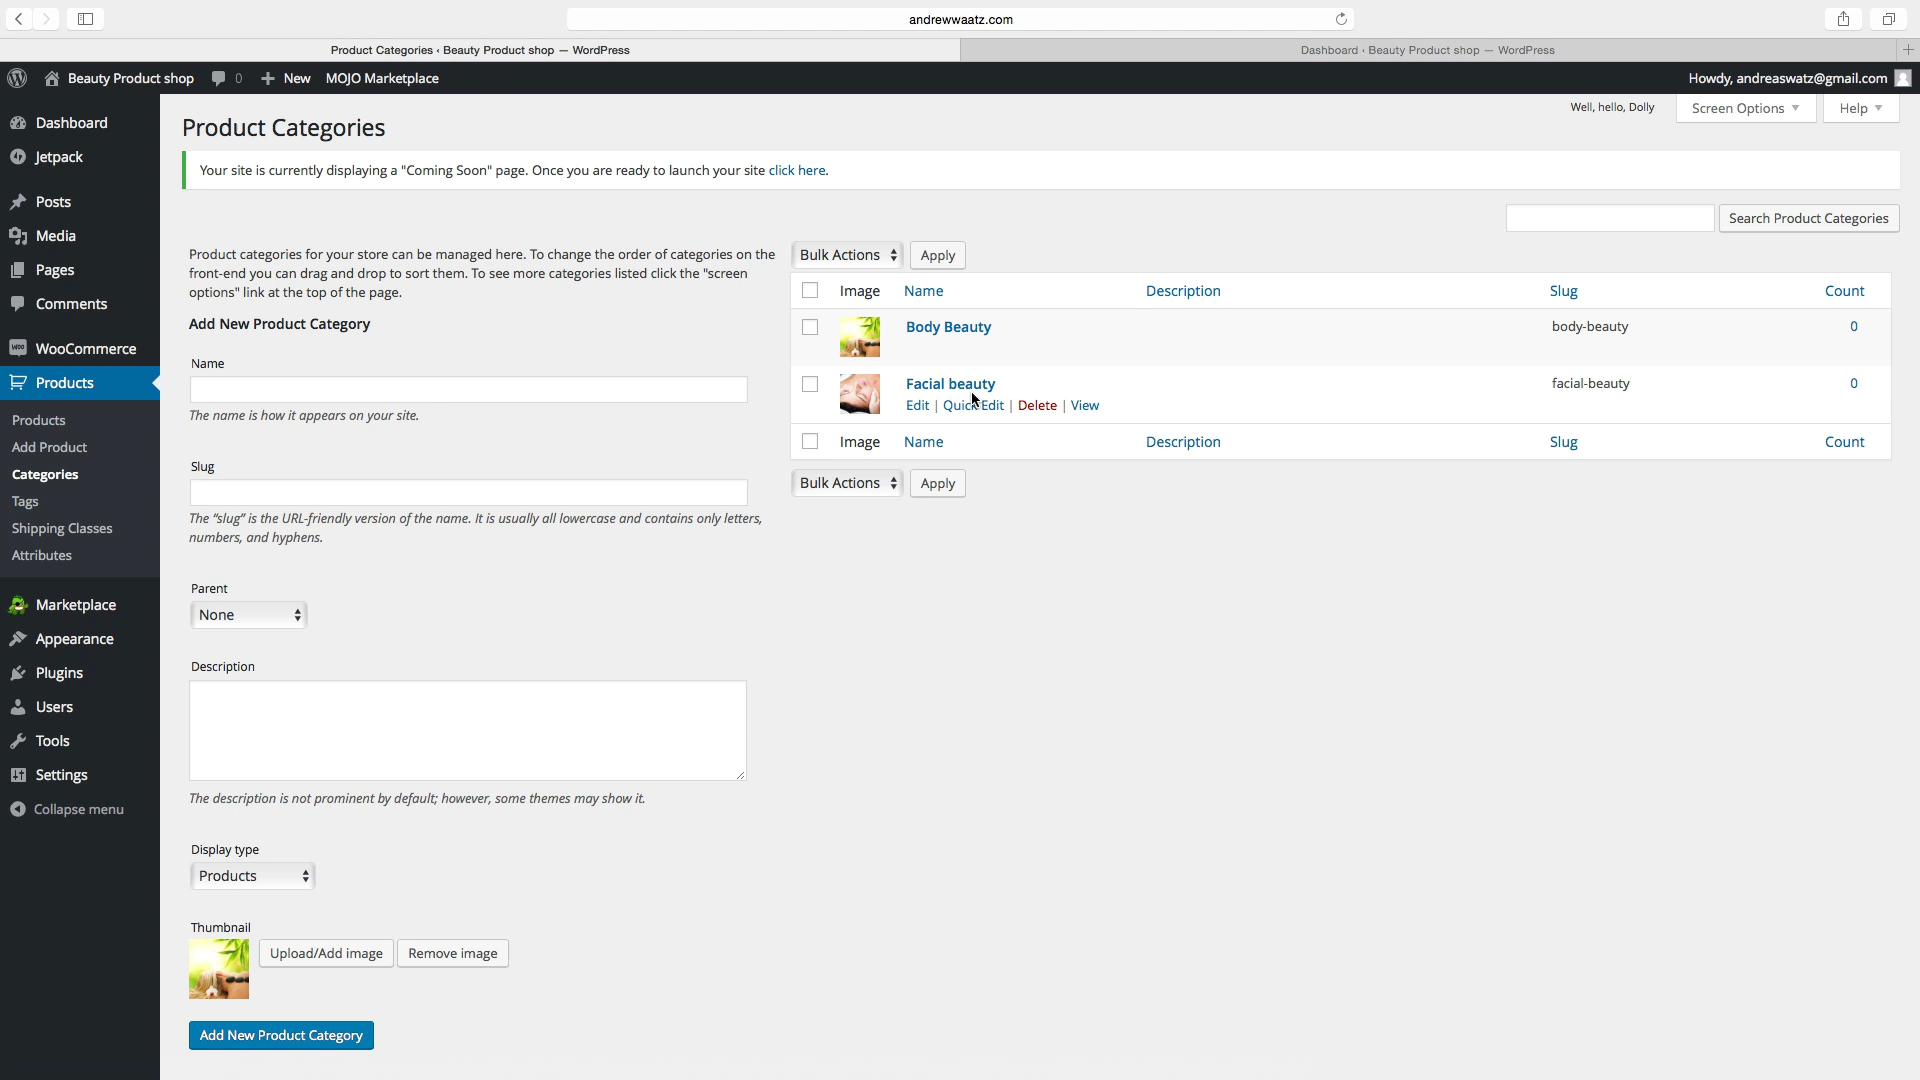 andrewwaatz.com
Product Categories ‹ Beauty Product shop — WordPress
Dashboard ‹ Beauty Product shop — WordPress
Beauty Product shop
0
New
MOJO Marketplace
Howdy, andreaswatz@gmail.com
Dashboard
Jetpack
Posts
Media
Pages
Comments
WooCommerce
Products
Products
Add Product
Categories
Tags
Shipping Classes
Attributes
Marketplace
Appearance
Plugins
Users
Tools
Settings
Collapse menu
Well, hello, Dolly
Screen Options
Help
Product Categories
Your site is currently displaying a "Coming Soon" page. Once you are ready to launch your site click here.
Search Product Categories
Product categories for your store can be managed here. To change the order of categories on the
front-end you can drag and drop to sort them. To see more categories listed click the "screen
options" link at the top of the page.
Add New Product Category
Name
The name is how it appears on your site.
Slug
The "slug" is the URL-friendly version of the name. It is usually all lowercase and contains only letters,
numbers, and hyphens.
Parent
None
Description
The description is not prominent by default; however, some themes may show it.
Display type
Products
Thumbnail
Upload/Add image
Remove image
Add New Product Category
Bulk Actions
Apply
Image Name Description Slug Count
Body Beauty body-beauty 0
Facial beauty facial-beauty 0
Edit | Quick Edit | Delete | View
Image Name Description Slug Count
Bulk Actions
Apply